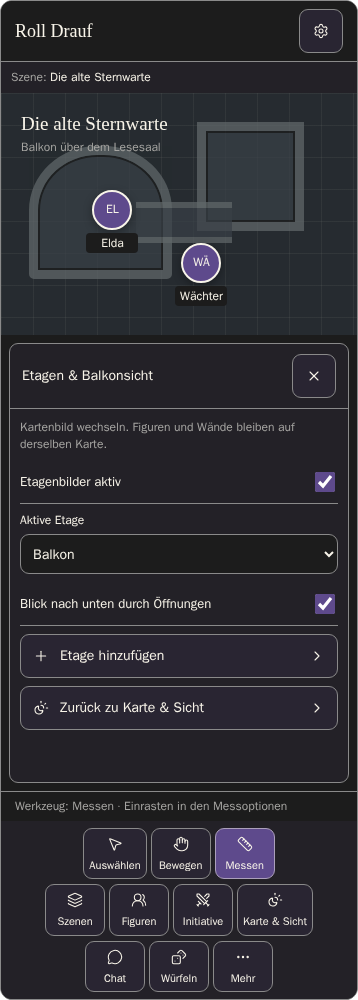 Roll Drauf
Szene: Die alte Sternwarte
Die alte Sternwarte
Balkon über dem Lesesaal
EL
Elda
WÄ
Wächter
Etagen & Balkonsicht
Kartenbild wechseln. Figuren und Wände bleiben auf
derselben Karte.
Etagenbilder aktiv
Aktive Etage
Balkon
Blick nach unten durch Öffnungen
Etage hinzufügen
Zurück zu Karte & Sicht
Werkzeug: Messen · Einrasten in den Messoptionen
Auswählen Bewegen Messen
Szenen Figuren Initiative Karte & Sicht
Chat Würfeln Mehr